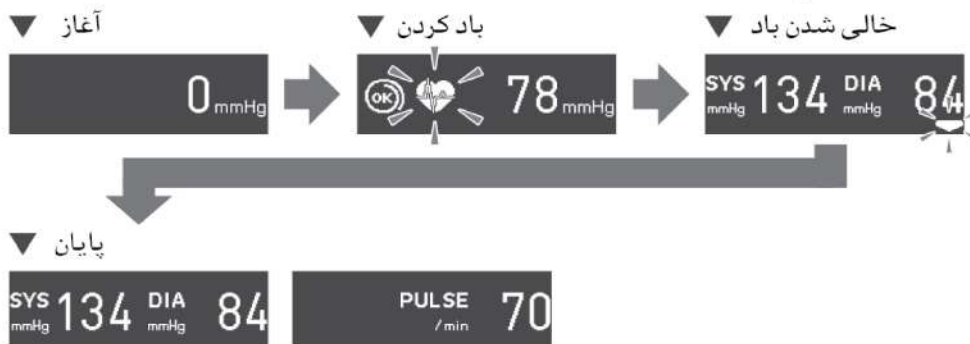 آغاز
0 mmHg
باد کردن
OK 78 mmHg
خالی شدن باد
SYS mmHg 134 DIA mmHg 84
پایان
SYS mmHg 134 DIA mmHg 84
PULSE /min 70